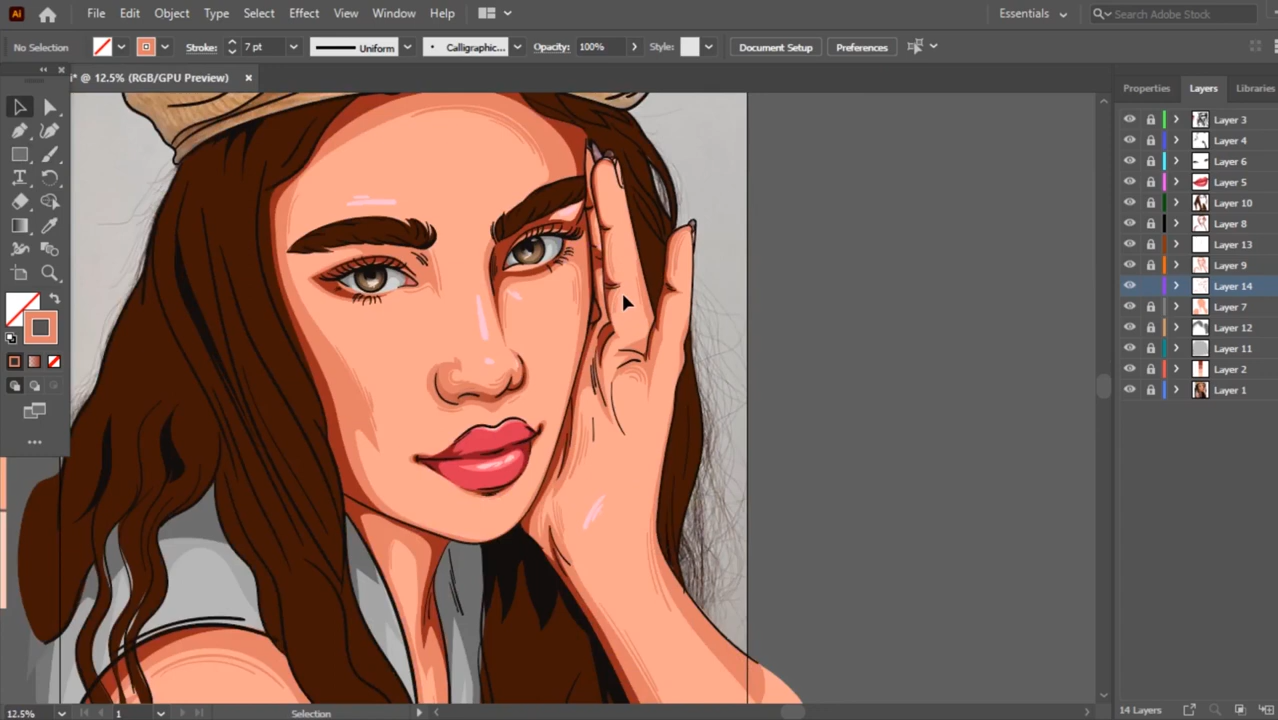 Ai File Edit Object Type Select Effect View Window Help Essentials Search Adobe Stock
No Selection Stroke: 7 pt Uniform Calligraphic... Opacity: 100% Style: Document Setup Preferences
* @ 12.5% (RGB/GPU Preview)
Properties Layers Libraries
Layer 3
Layer 4
Layer 6
Layer 5
Layer 10
Layer 8
Layer 13
Layer 9
Layer 14
Layer 7
Layer 12
Layer 11
Layer 2
Layer 1
12.5% 1 Selection 14 Layers